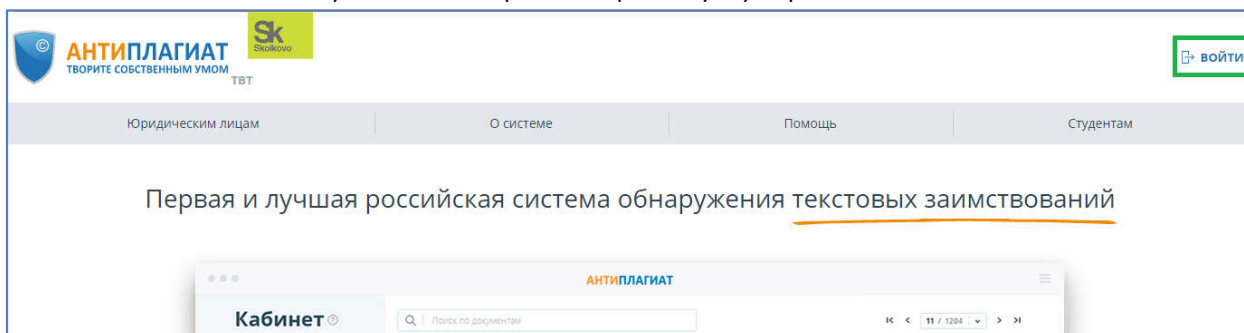 ©
АНТИПЛАГИАТ
ТВОРИТЕ СОБСТВЕННЫМ УМОМ
ТВТ
Sk
Skolkovo
ВОЙТИ
Юридическим лицам
О системе
Помощь
Студентам
Первая и лучшая российская система обнаружения текстовых заимствований
АНТИПЛАГИАТ
Кабинет ?
Поиск по документам
11 / 1204